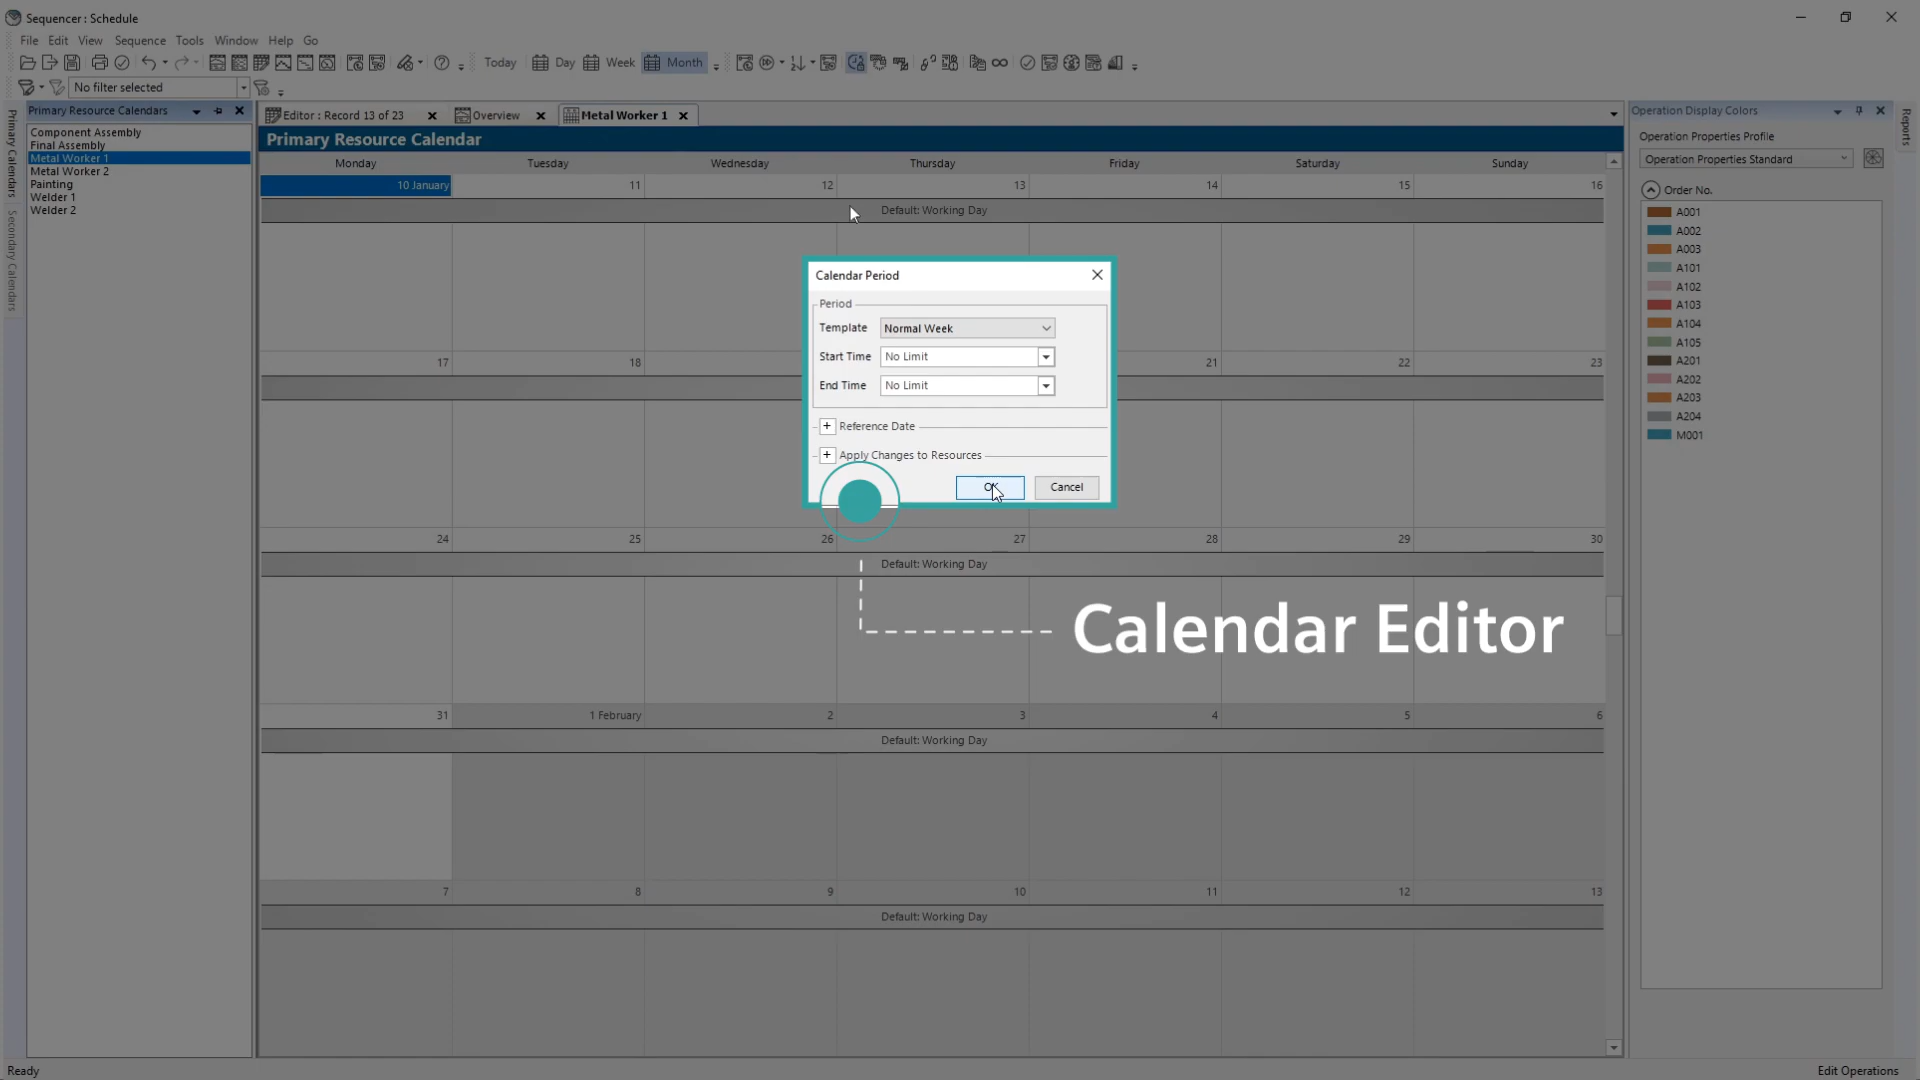 Sequencer : Schedule
File Edit View Sequence Tools Window Help Go
Today Day Week Month
No filter selected
Primary Resource Calendars
Primary Calendars
Secondary Calendars
Component Assembly
Final Assembly
Metal Worker 1
Metal Worker 2
Painting
Welder 1
Welder 2
Editor : Record 13 of 23 Overview Metal Worker 1
Primary Resource Calendar
Monday Tuesday Wednesday Thursday Friday Saturday Sunday
10 January 11 12 13 14 15 16
Default: Working Day
17 18 21 22 23
24 25 26 27 28 29 30
Default: Working Day
31 1 February 2 3 4 5 6
Default: Working Day
7 8 9 10 11 12 13
Default: Working Day
Calendar Period
Period
Template Normal Week
Start Time No Limit
End Time No Limit
Reference Date
Apply Changes to Resources
OK Cancel
Calendar Editor
Operation Display Colors
Reports
Operation Properties Profile
Operation Properties Standard
Order No.
A001
A002
A003
A101
A102
A103
A104
A105
A201
A202
A203
A204
M001
Ready
Edit Operations